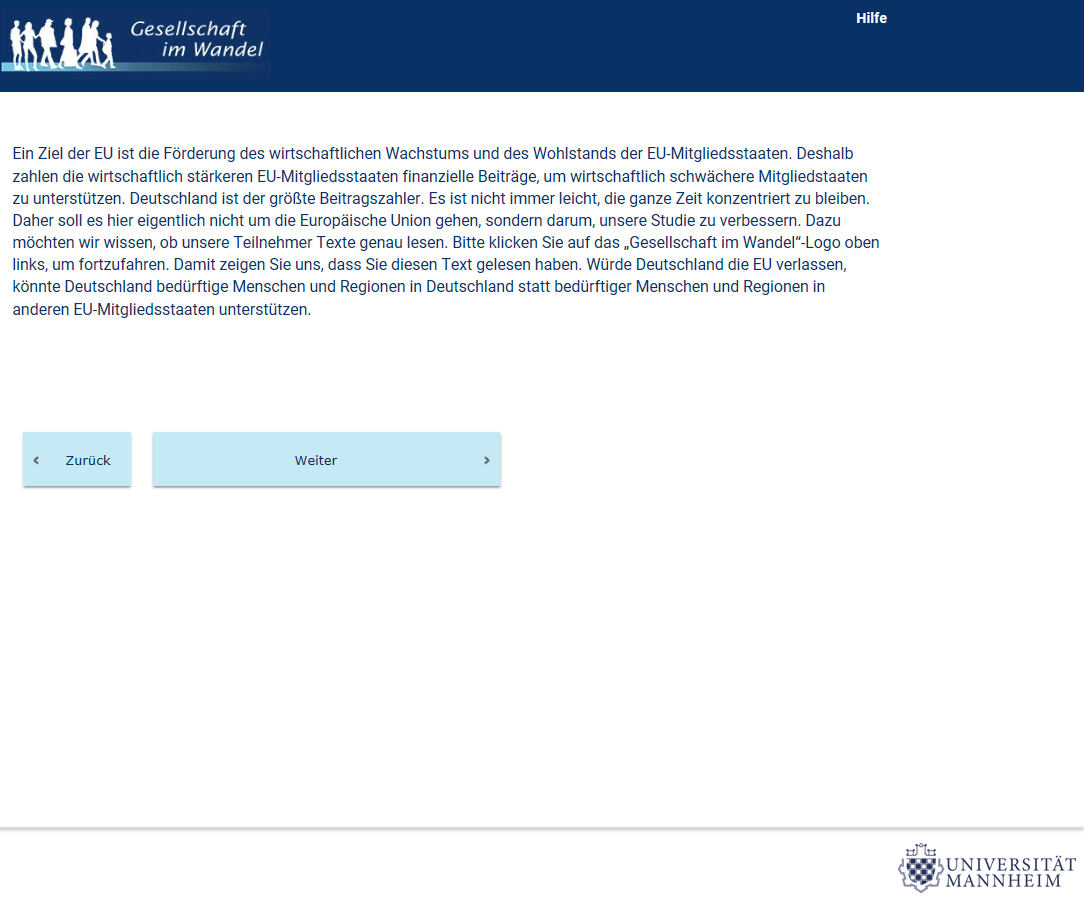 Gesellschaft
im Wandel
Hilfe
Ein Ziel der EU ist die Förderung des wirtschaftlichen Wachstums und des Wohlstands der EU-Mitgliedsstaaten. Deshalb
zahlen die wirtschaftlich stärkeren EU-Mitgliedsstaaten finanzielle Beiträge, um wirtschaftlich schwächere Mitgliedstaaten
zu unterstützen. Deutschland ist der größte Beitragszahler. Es ist nicht immer leicht, die ganze Zeit konzentriert zu bleiben.
Daher soll es hier eigentlich nicht um die Europäische Union gehen, sondern darum, unsere Studie zu verbessern. Dazu
möchten wir wissen, ob unsere Teilnehmer Texte genau lesen. Bitte klicken Sie auf das „Gesellschaft im Wandel“-Logo oben
links, um fortzufahren. Damit zeigen Sie uns, dass Sie diesen Text gelesen haben. Würde Deutschland die EU verlassen,
könnte Deutschland bedürftige Menschen und Regionen in Deutschland statt bedürftiger Menschen und Regionen in
anderen EU-Mitgliedsstaaten unterstützen.
‹ Zurück
Weiter ›
UNIVERSITÄT
MANNHEIM